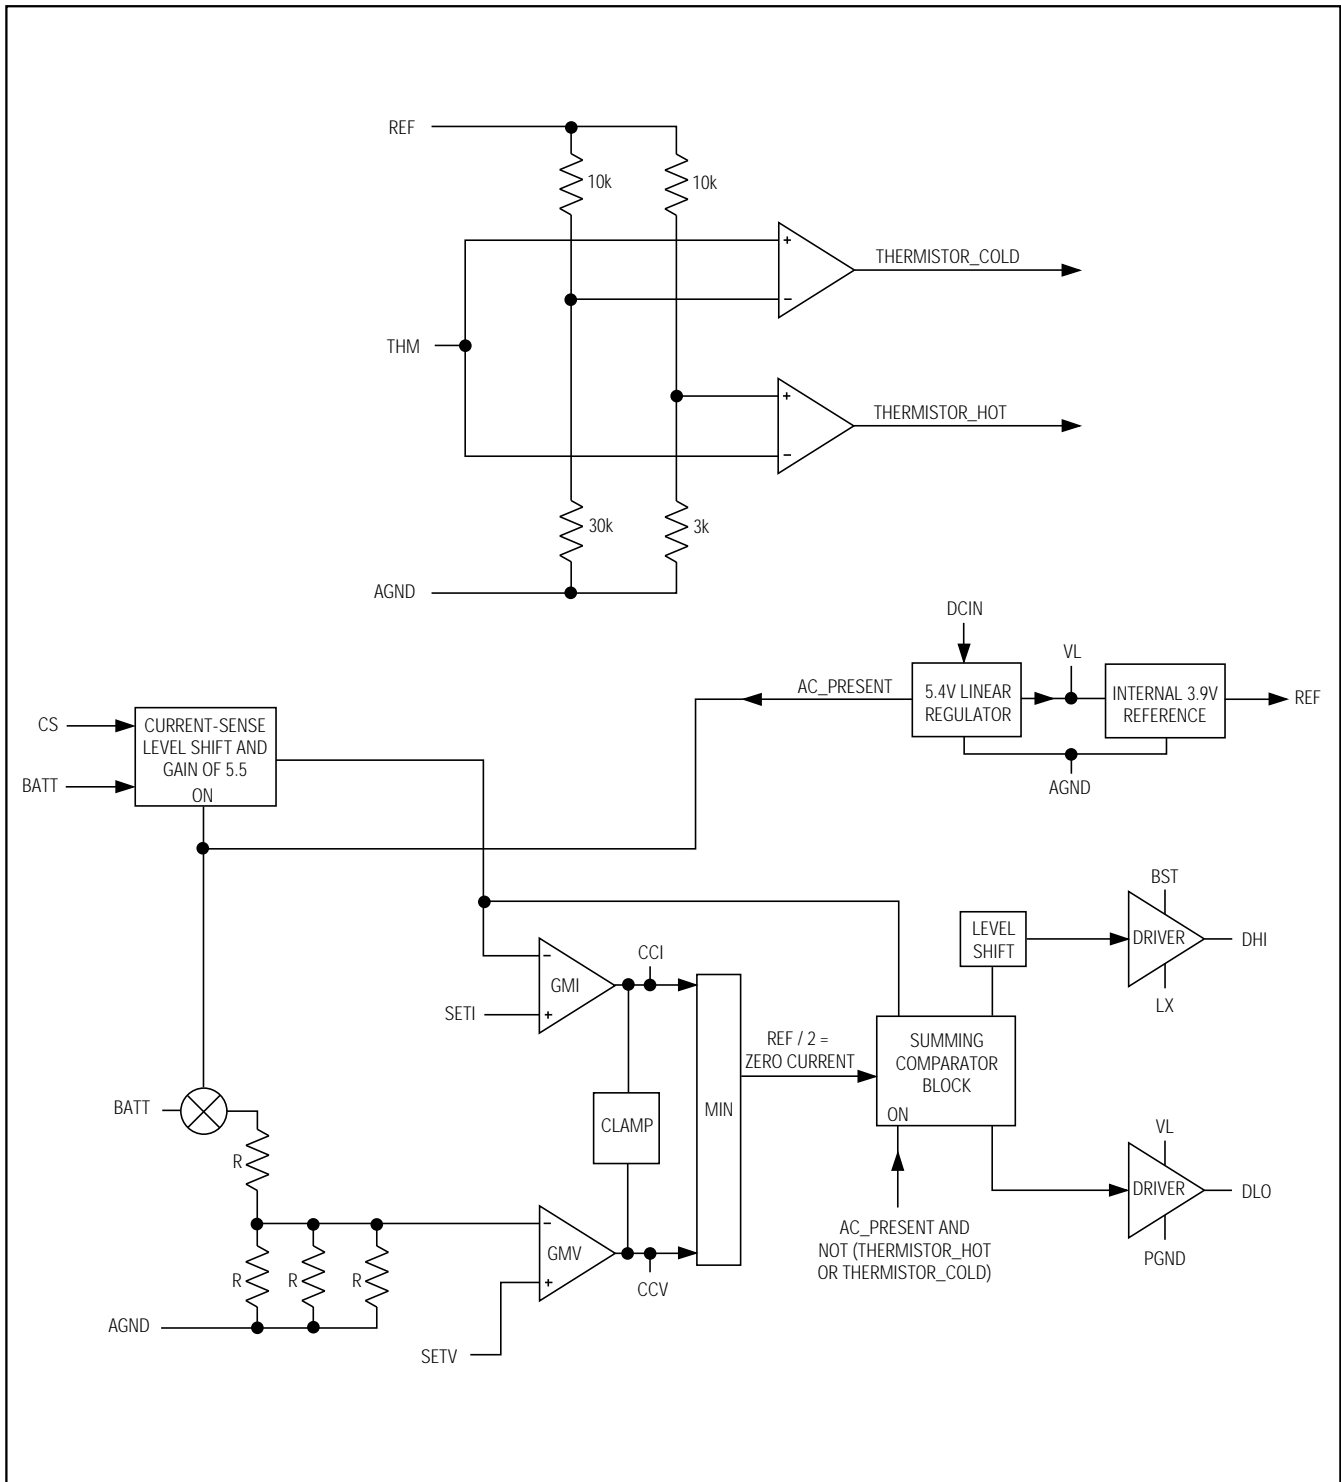 REF
10k
10k
+
THERMISTOR_COLD
−
THM
+
THERMISTOR_HOT
−
30k
3k
AGND
DCIN
VL
AC_PRESENT
5.4V LINEAR
REGULATOR
INTERNAL 3.9V
REFERENCE
REF
AGND
CS
BATT
CURRENT-SENSE
LEVEL SHIFT AND
GAIN OF 5.5
ON
BST
LEVEL
SHIFT
DRIVER
DHI
LX
−
GMI
+
SETI
CCI
REF / 2 =
ZERO CURRENT
SUMMING
COMPARATOR
BLOCK
ON
MIN
CLAMP
BATT
R
R
R
R
AGND
−
GMV
+
CCV
SETV
AC_PRESENT AND
NOT (THERMISTOR_HOT
OR THERMISTOR_COLD)
VL
DRIVER
DLO
PGND